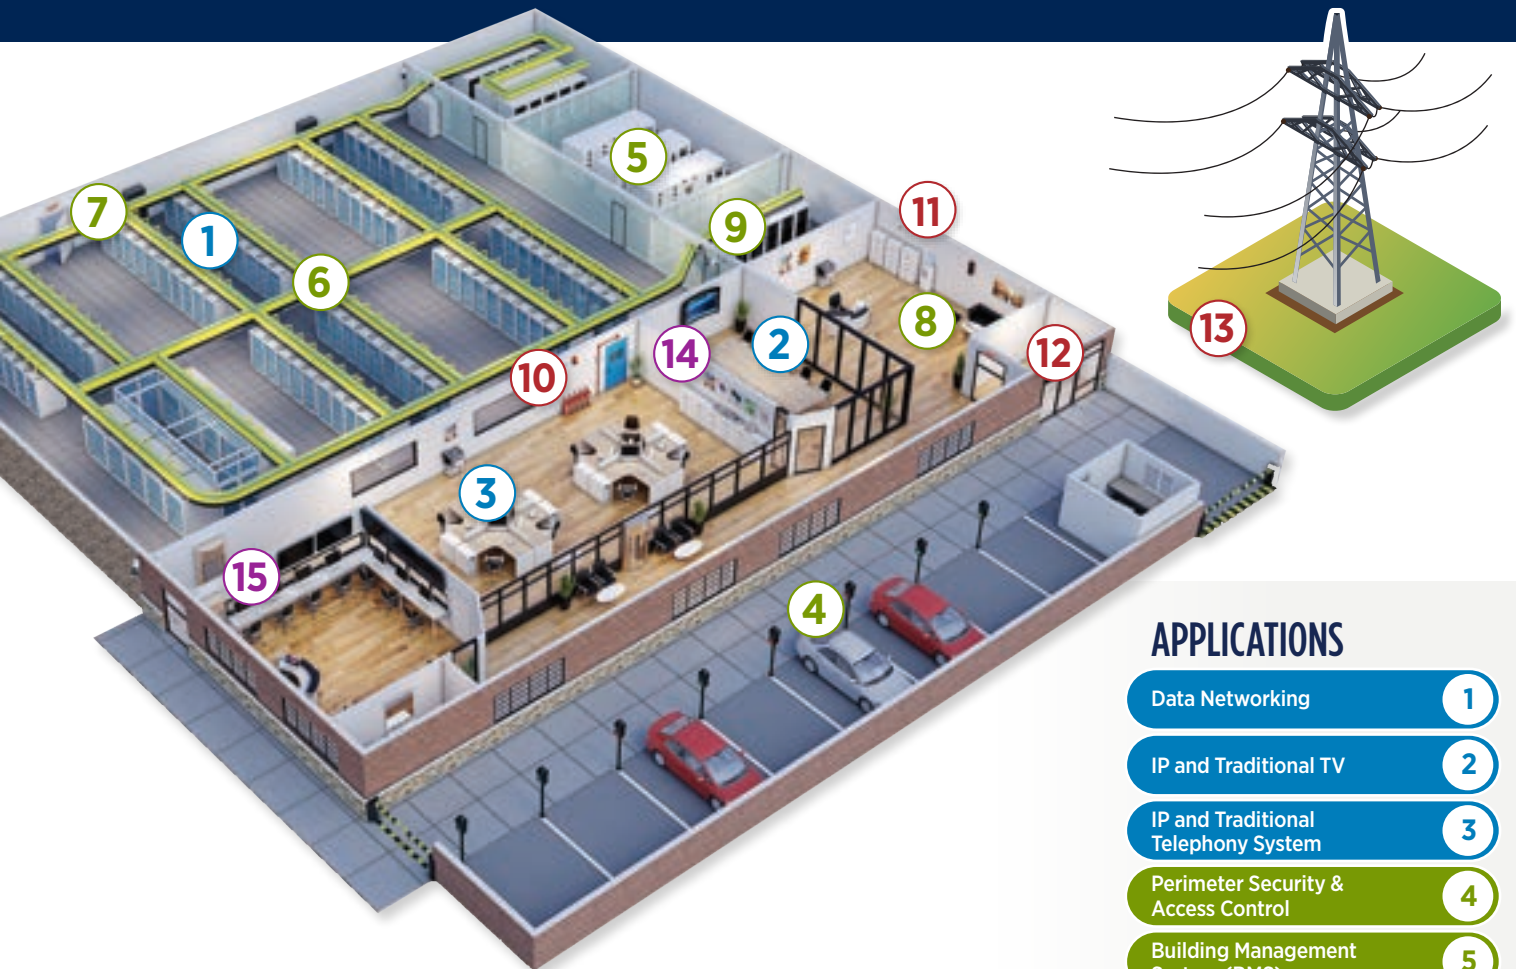 11
5
7
9
1
6
8
13
10
14
2
12
3
15
4
APPLICATIONS
Data Networking
1
IP and Traditional TV
2
IP and Traditional
Telephony System
3
Perimeter Security &
Access Control
4
Building Management
5